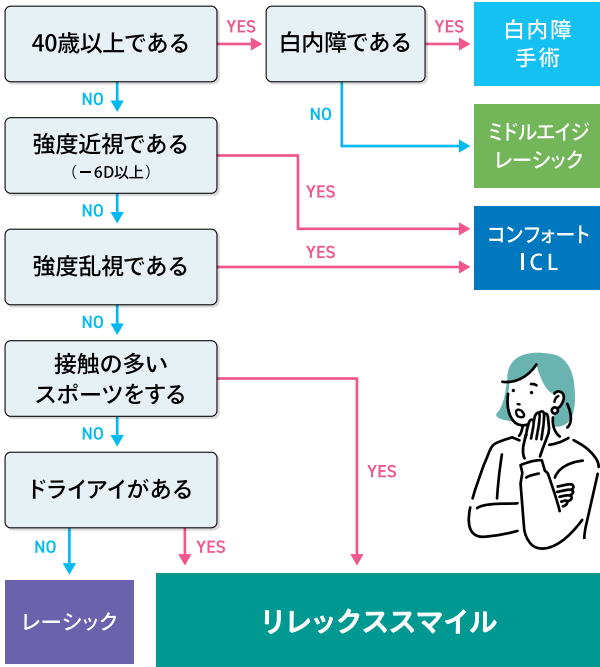 40歳以上である
YES
白内障である
YES
白内障
手術
NO
NO
ミドルエイジ
レーシック
強度近視である
（－6D以上）
YES
NO
コンフォート
ICL
強度乱視である
YES
NO
接触の多い
スポーツをする
YES
NO
ドライアイがある
NO
YES
レーシック
リレックススマイル